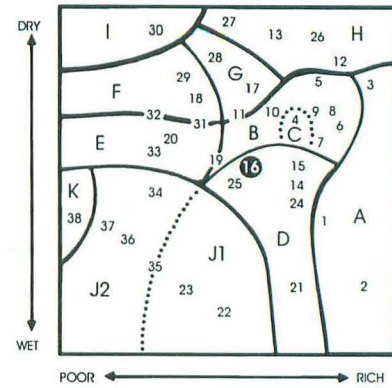 DRY
I 30 27 13 26 H
28 12
F 29 G 5 3
18 17
32 31 11 10 4 9 8
E 20 B C 6
33 7
19 16 15
K 34 25 14
38 37 24 A
36 J1 D 1
35
J2 23 21 2
22
WET
POOR RICH